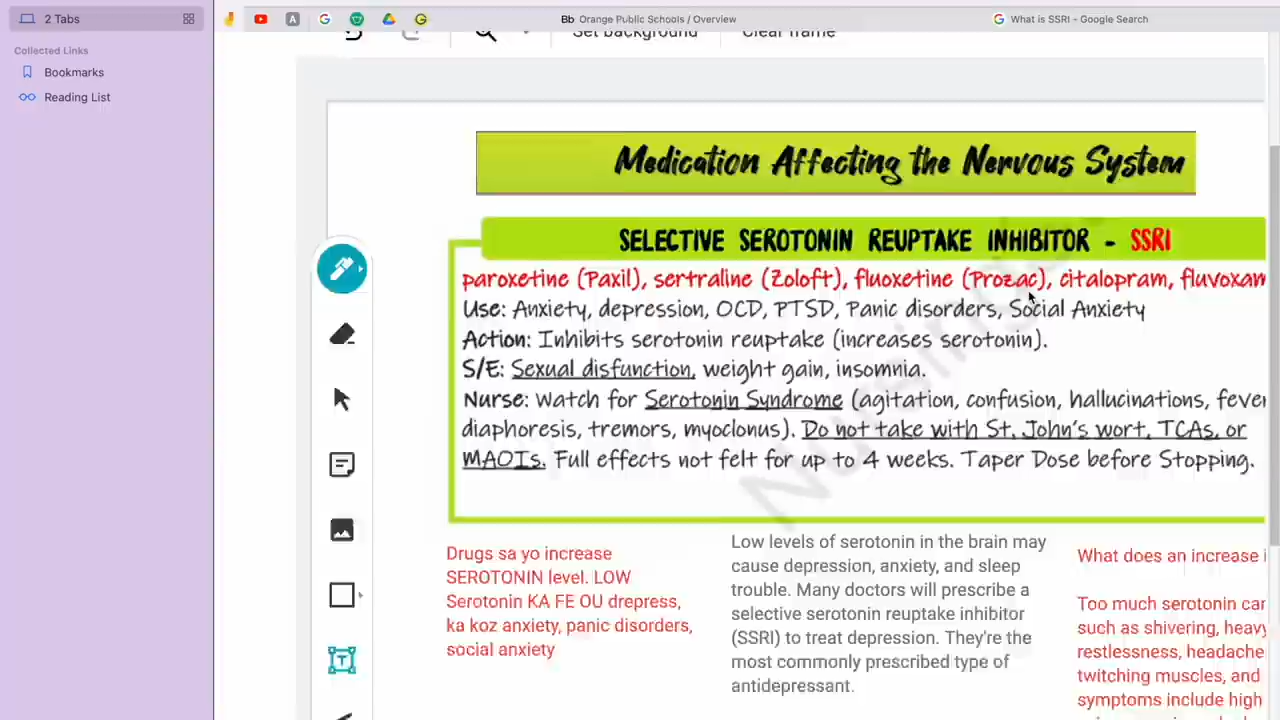 2 Tabs
Collected Links
Bookmarks
Reading List
Bb Orange Public Schools / Overview
What is SSRI - Google Search
Set background
Clear frame
Medication Affecting the Nervous System
SELECTIVE SEROTONIN REUPTAKE INHIBITOR - SSRI
paroxetine (Paxil), sertraline (Zoloft), fluoxetine (Prozac), citalopram, fluvoxam
Use: Anxiety, depression, OCD, PTSD, Panic disorders, Social Anxiety
Action: Inhibits serotonin reuptake (increases serotonin).
S/E: Sexual disfunction, weight gain, insomnia.
Nurse: Watch for Serotonin Syndrome (agitation, confusion, hallucinations, fever
diaphoresis, tremors, myoclonus). Do not take with St. John's wort, TCAs, or
MAOIs. Full effects not felt for up to 4 weeks. Taper Dose before Stopping.
Drugs sa yo increase
SEROTONIN level. LOW
Serotonin KA FE OU drepress,
ka koz anxiety, panic disorders,
social anxiety
Low levels of serotonin in the brain may
cause depression, anxiety, and sleep
trouble. Many doctors will prescribe a
selective serotonin reuptake inhibitor
(SSRI) to treat depression. They're the
most commonly prescribed type of
antidepressant.
What does an increase i
Too much serotonin can
such as shivering, heavy
restlessness, headache
twitching muscles, and
symptoms include high